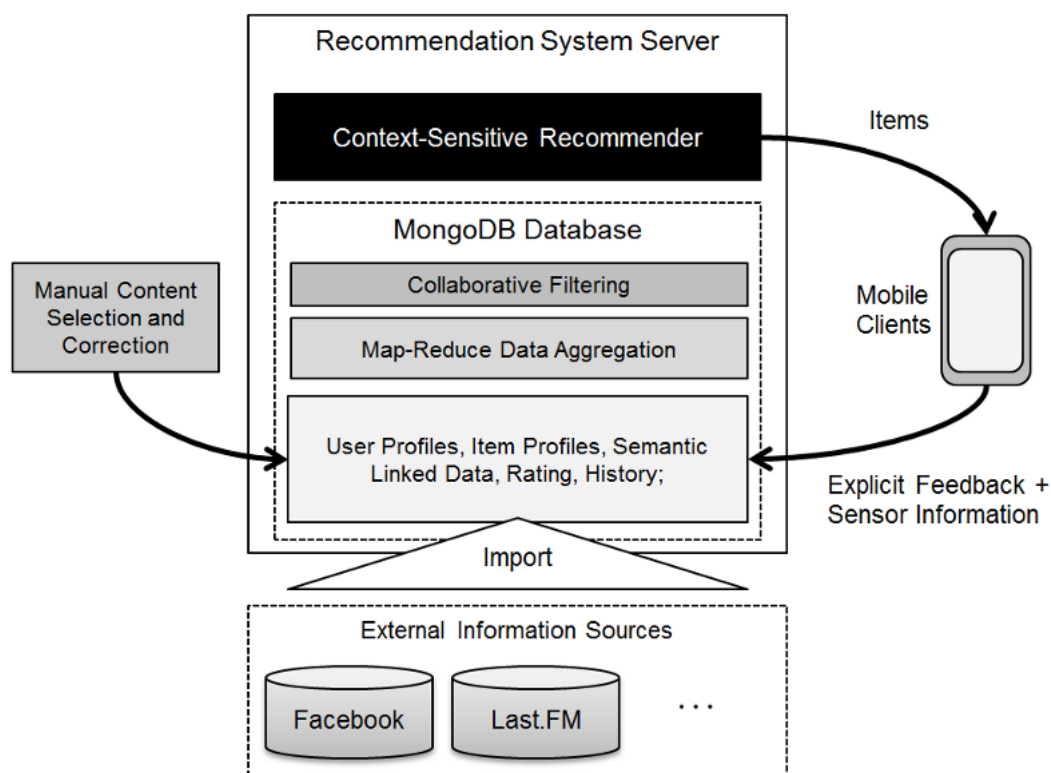 Recommendation System Server
Context-Sensitive Recommender
Items
MongoDB Database
Collaborative Filtering
Map-Reduce Data Aggregation
Manual Content
Selection and
Correction
Mobile
Clients
User Profiles, Item Profiles, Semantic
Linked Data, Rating, History;
Explicit Feedback +
Sensor Information
Import
External Information Sources
Facebook
Last.FM
...